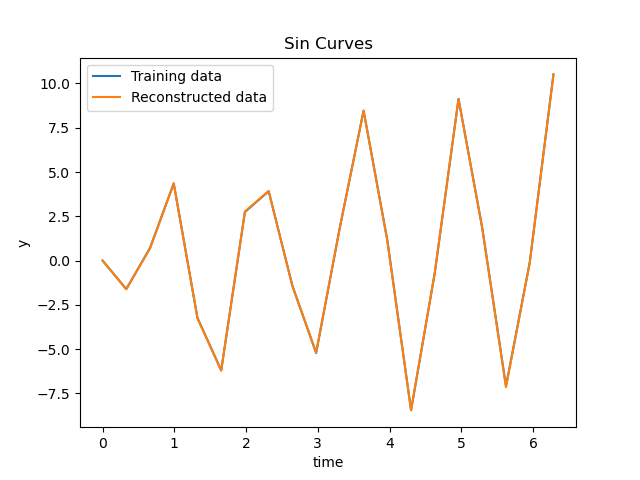 Sin Curves
Training data
Reconstructed data
10.0
7.5
5.0
2.5
0.0
−2.5
−5.0
−7.5
y
0 1 2 3 4 5 6
time